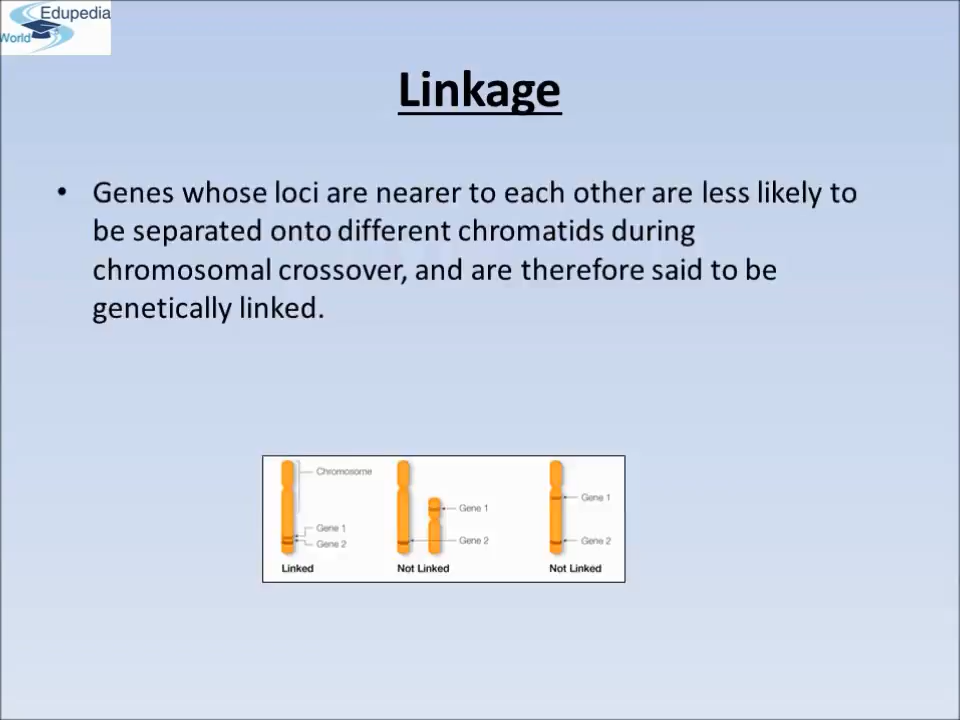 Edupedia
World
Linkage
• Genes whose loci are nearer to each other are less likely to
be separated onto different chromatids during
chromosomal crossover, and are therefore said to be
genetically linked.
Chromosome
Gene 1
Gene 2
Linked
Gene 1
Gene 2
Not Linked
Gene 1
Gene 2
Not Linked